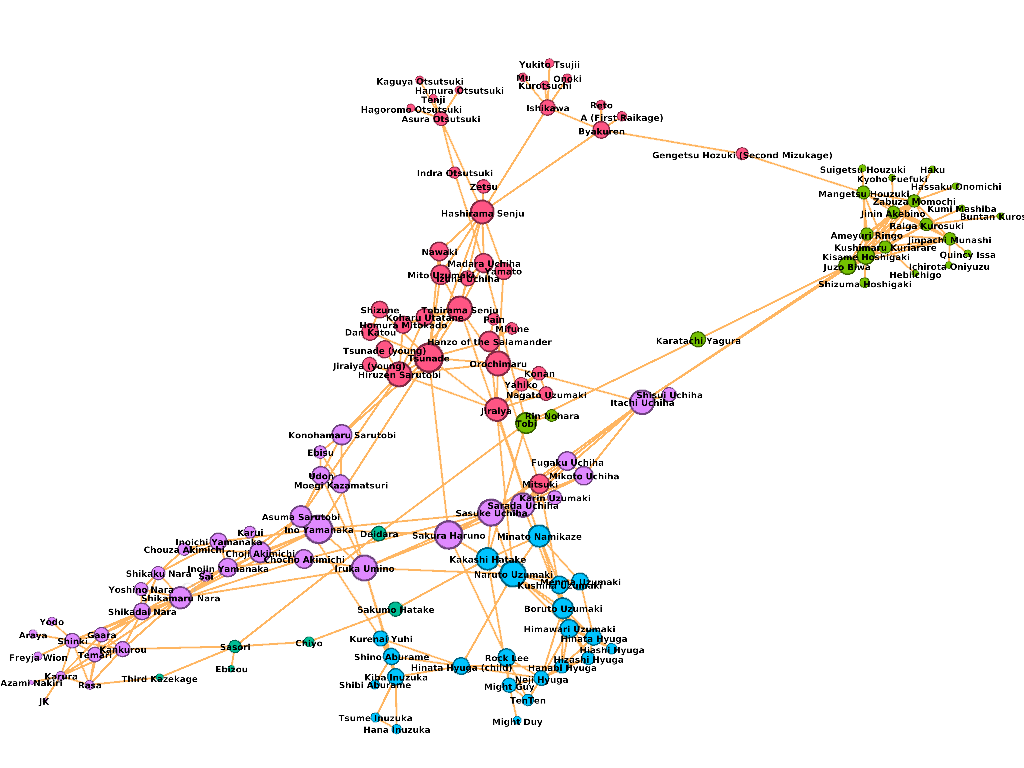 Yukito Tsujii
Mu
Onoki
Kurotsuchi
Kaguya Otsutsuki
Hamura Otsutsuki
Tenji
Hagoromo Otsutsuki
Asura Otsutsuki
Ishikawa
Reto
A (First Raikage)
Byakuren
Gengetsu Hozuki (Second Mizukage)
Indra Otsutsuki
Zetsu
Hashirama Senju
Suigetsu Houzuki
Haku
Kyoho Fuefuki
Hassaku Onomichi
Mangetsu Houzuki
Zabuza Momochi
Kumi Mashiba
Jinin Akebino
Buntan Kuros
Raiga Kurosuki
Ameyuri Ringo
Jinpachi Munashi
Kushimaru Kuriarare
Quincy Issa
Kisame Hoshigaki
Juzo Biwa
Ichirota Oniyuzu
Hebiichigo
Shizuma Hoshigaki
Nawaki
Madara Uchiha
Yamato
Mito Uzumaki
Izuna Uchiha
Shizune
Tobirama Senju
Koharu Utatane
Pain
Homura Mitokado
Mifune
Dan Katou
Hanzo of the Salamander
Tsunade (young)
Tsunade
Orochimaru
Jiraiya (young)
Hiruzen Sarutobi
Konan
Yahiko
Nagato Uzumaki
Karatachi Yagura
Shisui Uchiha
Itachi Uchiha
Jiraiya
Rin Nohara
Tobi
Konohamaru Sarutobi
Ebisu
Udon
Moegi Kazamatsuri
Fugaku Uchiha
Mikoto Uchiha
Mitsuki
Karin Uzumaki
Sarada Uchiha
Sasuke Uchiha
Asuma Sarutobi
Ino Yamanaka
Deidara
Sakura Haruno
Minato Namikaze
Karui
Inoichi Yamanaka
Chouza Akimichi
Choji Akimichi
Chocho Akimichi
Kakashi Hatake
Iruka Umino
Inojin Yamanaka
Sai
Shikaku Nara
Naruto Uzumaki
Menma Uzumaki
Kushina Uzumaki
Yoshino Nara
Shikamaru Nara
Shikadai Nara
Sakumo Hatake
Boruto Uzumaki
Yodo
Araya
Shinki
Gaara
Himawari Uzumaki
Hinata Hyuga
Kurenai Yuhi
Chiyo
Sasori
Kankurou
Temari
Freyja Wion
Hiashi Hyuga
Shino Aburame
Rock Lee
Hizashi Hyuga
Hinata Hyuga (child)
Hanabi Hyuga
Ebizou
Karura
Azami Nakiri
Rasa
Third Kazekage
Kiba Inuzuka
Shibi Aburame
Neji Hyuga
Might Guy
TenTen
JK
Tsume Inuzuka
Might Duy
Hana Inuzuka